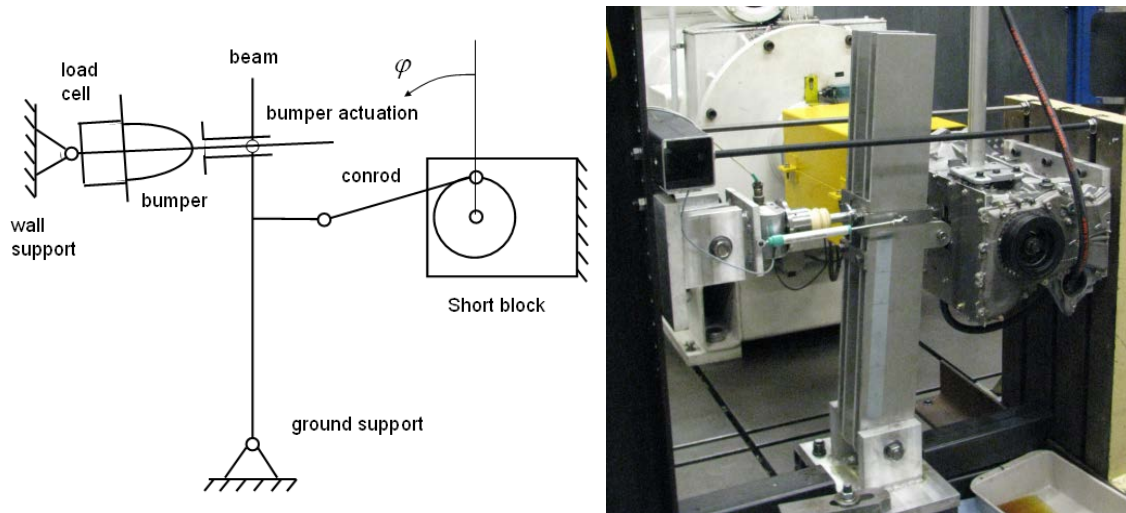 beam
φ
load
cell
bumper actuation
conrod
bumper
wall
support
Short block
ground support